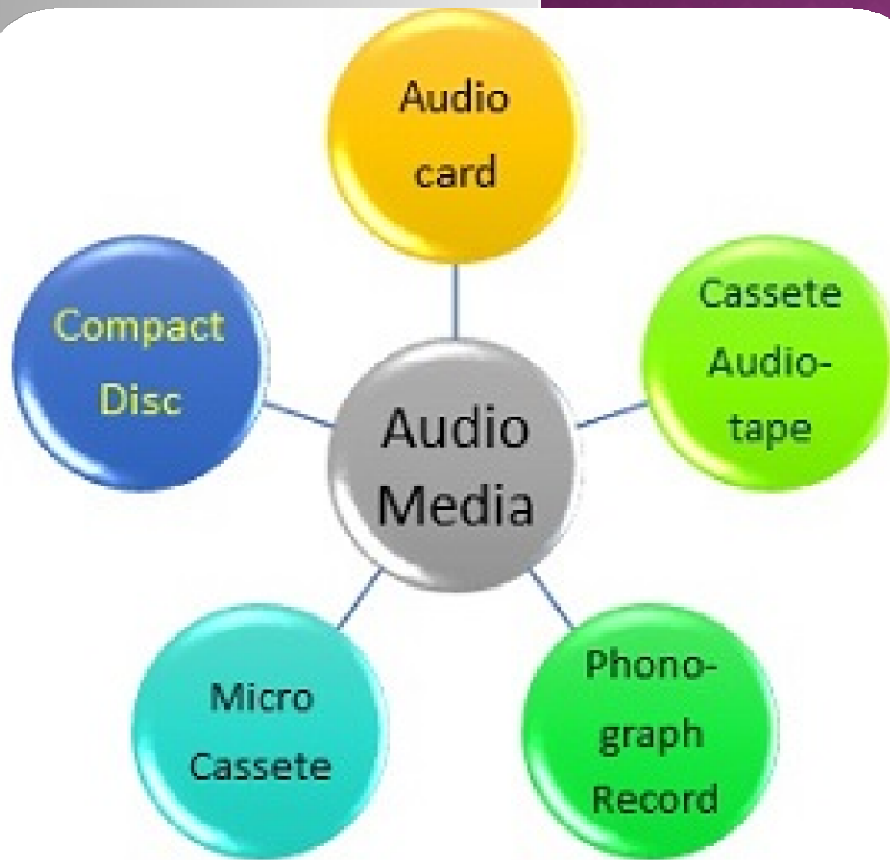 Audio
card
Compact
Disc
Cassete
Audio-
tape
Audio
Media
Micro
Cassete
Phono-
graph
Record